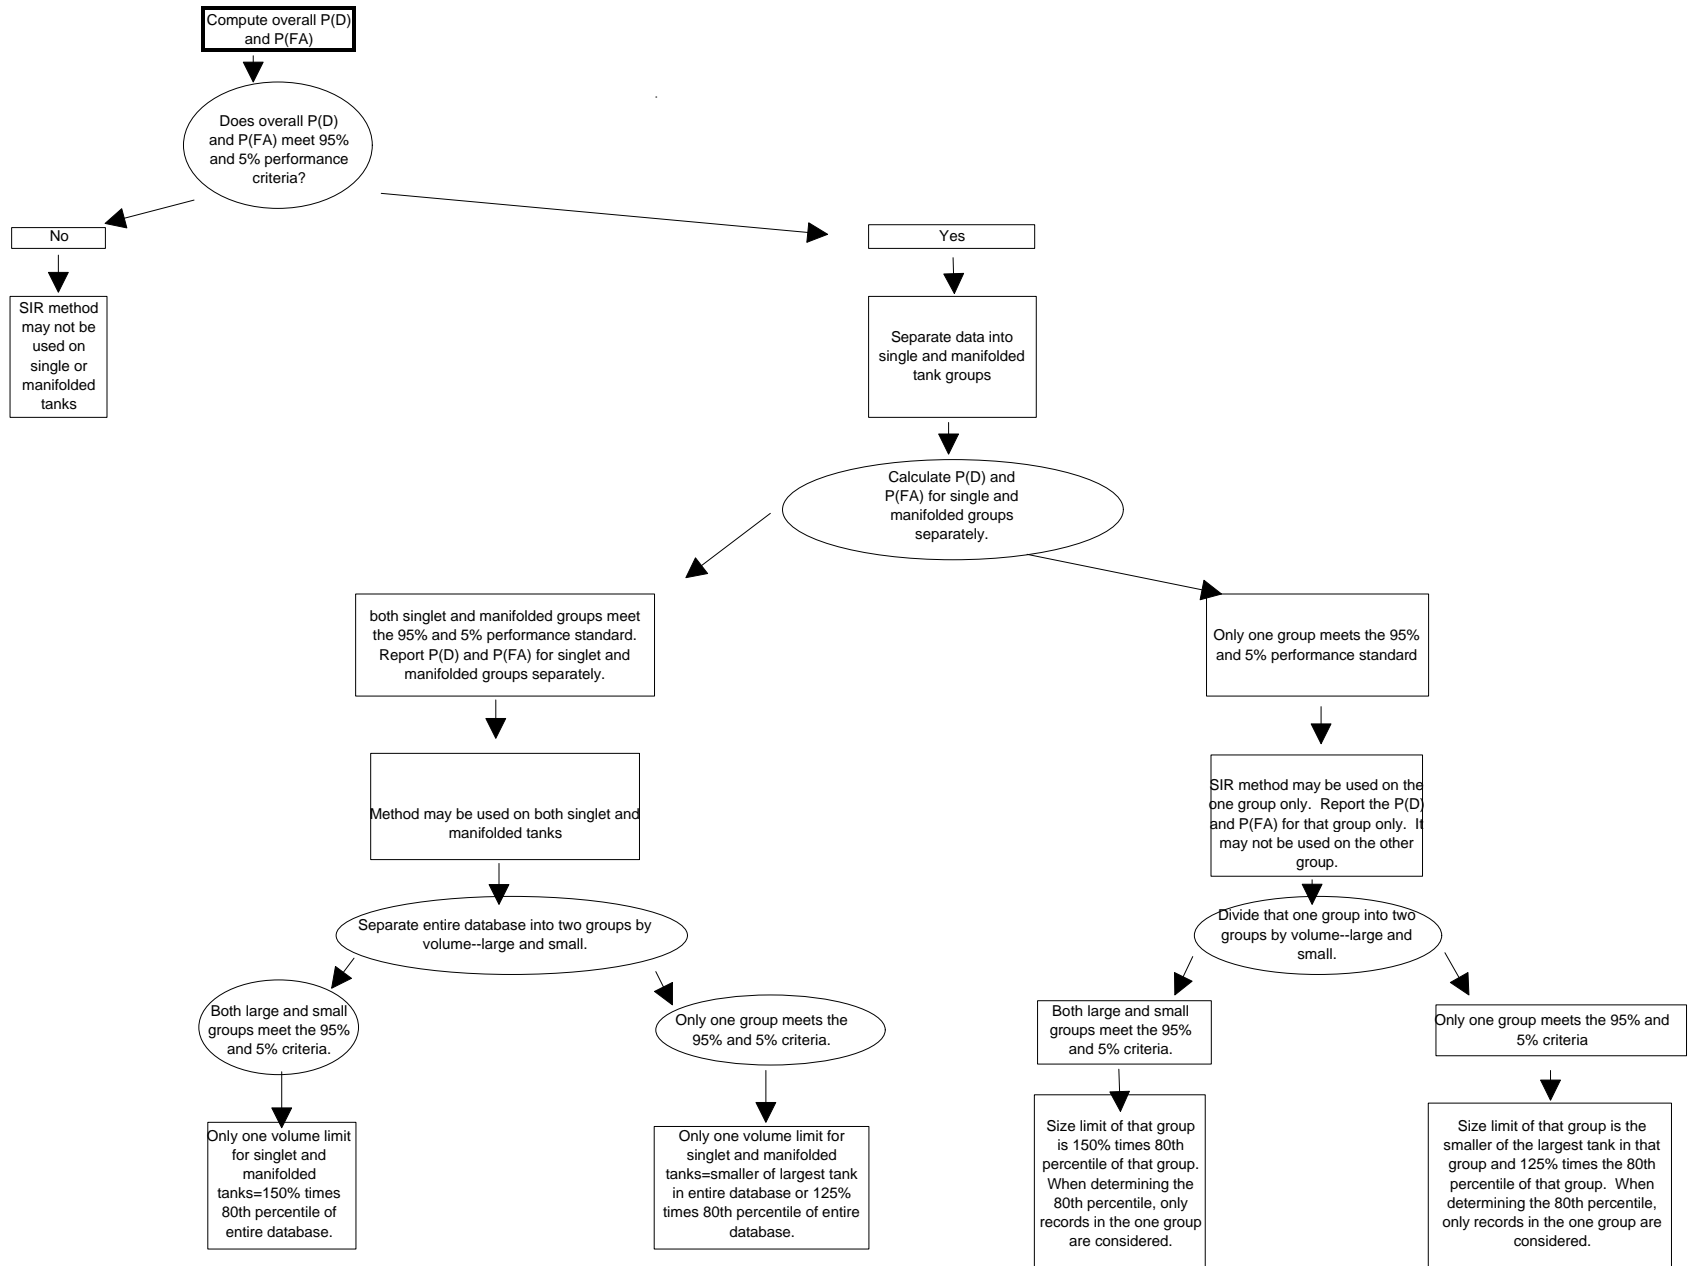 Compute overall P(D)
and P(FA)
Does overall P(D)
and P(FA) meet 95%
and 5% performance
criteria?
No
Yes
SIR method
may not be
used on
single or
manifolded
tanks
Separate data into
single and manifolded
tank groups
Calculate P(D) and
P(FA) for single and
manifolded groups
separately.
both singlet and manifolded groups meet
the 95% and 5% performance standard.
Report P(D) and P(FA) for singlet and
manifolded groups separately.
Only one group meets the 95%
and 5% performance standard
Method may be used on both singlet and
manifolded tanks
SIR method may be used on the
one group only.  Report the P(D)
and P(FA) for that group only.  It
may not be used on the other
group.
Separate entire database into two groups by
volume--large and small.
Divide that one group into two
groups by volume--large and
small.
Both large and small
groups meet the 95%
and 5% criteria.
Only one group meets the
95% and 5% criteria.
Both large and small
groups meet the 95%
and 5% criteria.
Only one group meets the 95% and
5% criteria
Only one volume limit
for singlet and
manifolded
tanks=150% times
80th percentile of
entire database.
Only one volume limit for
singlet and manifolded
tanks=smaller of largest tank
in entire database or 125%
times 80th percentile of entire
database.
Size limit of that group
is 150% times 80th
percentile of that group.
When determining the
80th percentile, only
records in the one group
are considered.
Size limit of that group is the
smaller of the largest tank in that
group and 125% times the 80th
percentile of that group.  When
determining the 80th percentile,
only records in the one group are
considered.